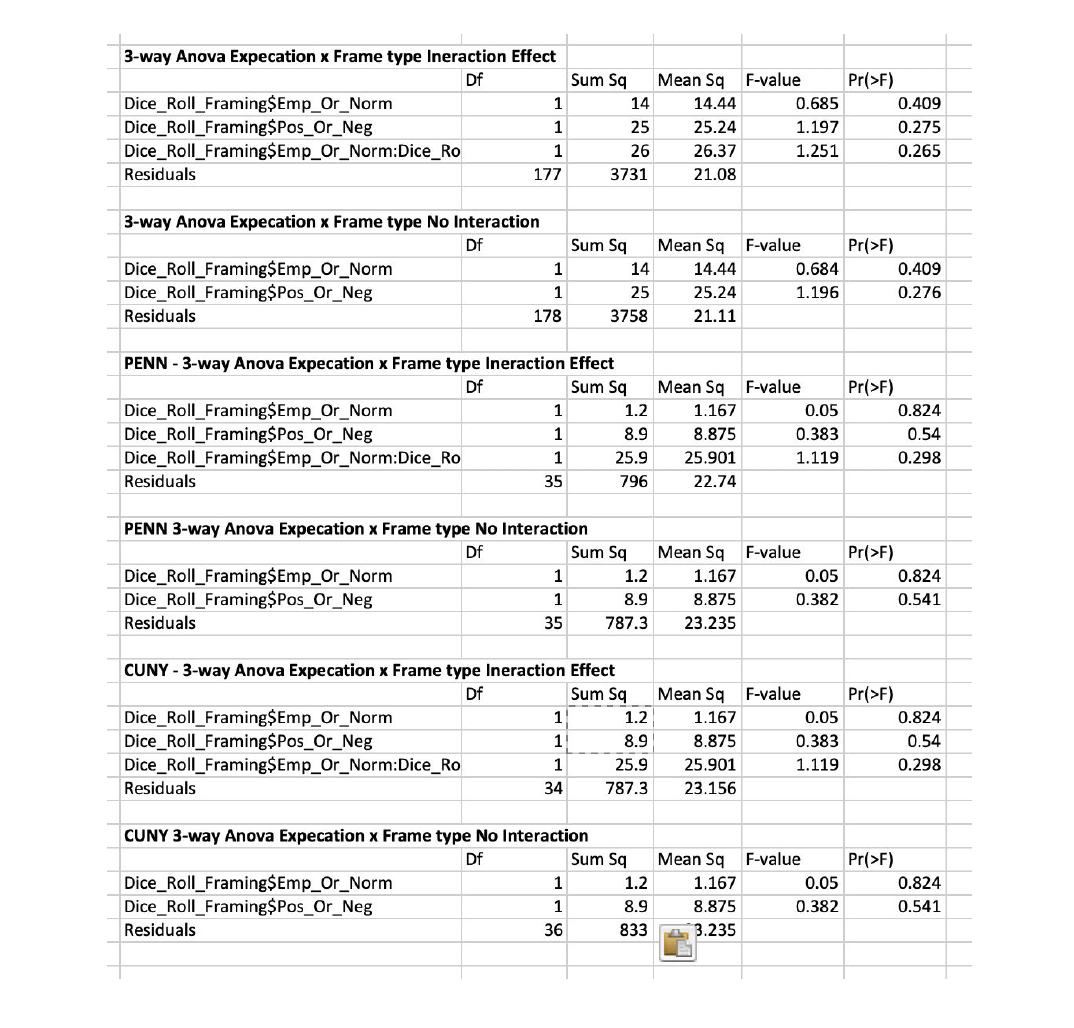 3-way Anova Expecation x Frame type Ineraction Effect
Df Sum Sq Mean Sq F-value Pr(>F)
Dice_Roll_Framing$Emp_Or_Norm 1 14 14.44 0.685 0.409
Dice_Roll_Framing$Pos_Or_Neg 1 25 25.24 1.197 0.275
Dice_Roll_Framing$Emp_Or_Norm:Dice_Ro 1 26 26.37 1.251 0.265
Residuals 177 3731 21.08
3-way Anova Expecation x Frame type No Interaction
Df Sum Sq Mean Sq F-value Pr(>F)
Dice_Roll_Framing$Emp_Or_Norm 1 14 14.44 0.684 0.409
Dice_Roll_Framing$Pos_Or_Neg 1 25 25.24 1.196 0.276
Residuals 178 3758 21.11
PENN - 3-way Anova Expecation x Frame type Ineraction Effect
Df Sum Sq Mean Sq F-value Pr(>F)
Dice_Roll_Framing$Emp_Or_Norm 1 1.2 1.167 0.05 0.824
Dice_Roll_Framing$Pos_Or_Neg 1 8.9 8.875 0.383 0.54
Dice_Roll_Framing$Emp_Or_Norm:Dice_Ro 1 25.9 25.901 1.119 0.298
Residuals 35 796 22.74
PENN 3-way Anova Expecation x Frame type No Interaction
Df Sum Sq Mean Sq F-value Pr(>F)
Dice_Roll_Framing$Emp_Or_Norm 1 1.2 1.167 0.05 0.824
Dice_Roll_Framing$Pos_Or_Neg 1 8.9 8.875 0.382 0.541
Residuals 35 787.3 23.235
CUNY - 3-way Anova Expecation x Frame type Ineraction Effect
Df Sum Sq Mean Sq F-value Pr(>F)
Dice_Roll_Framing$Emp_Or_Norm 1 1.2 1.167 0.05 0.824
Dice_Roll_Framing$Pos_Or_Neg 1 8.9 8.875 0.383 0.54
Dice_Roll_Framing$Emp_Or_Norm:Dice_Ro 1 25.9 25.901 1.119 0.298
Residuals 34 787.3 23.156
CUNY 3-way Anova Expecation x Frame type No Interaction
Df Sum Sq Mean Sq F-value Pr(>F)
Dice_Roll_Framing$Emp_Or_Norm 1 1.2 1.167 0.05 0.824
Dice_Roll_Framing$Pos_Or_Neg 1 8.9 8.875 0.382 0.541
Residuals 36 833